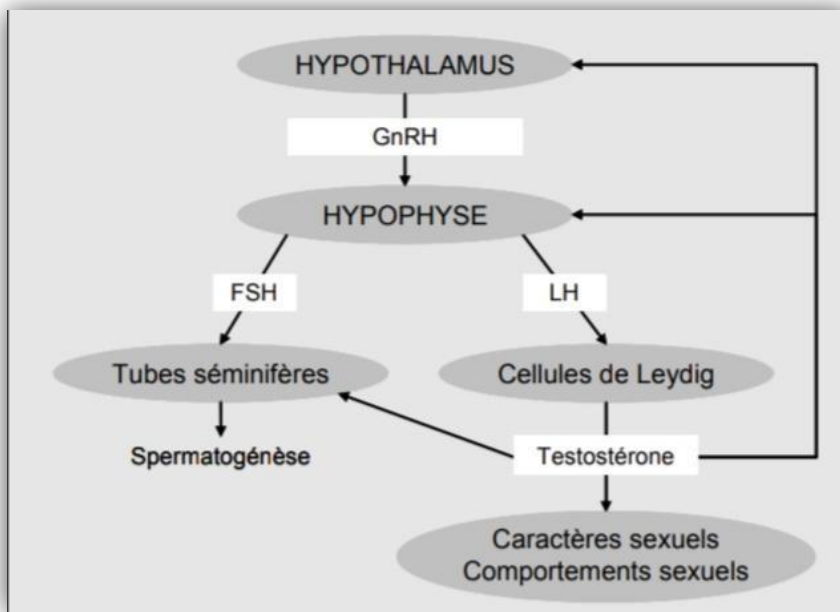 HYPOTHALAMUS
GnRH
HYPOPHYSE
FSH
LH
Tubes séminifères
Cellules de Leydig
Spermatogénèse
Testostérone
Caractères sexuels
Comportements sexuels